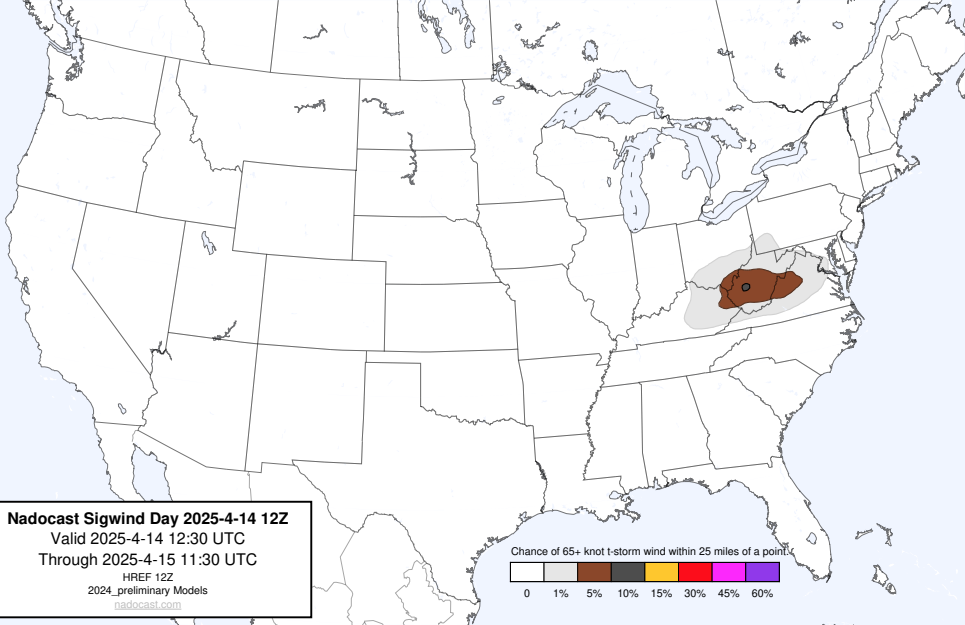 Nadocast Sigwind Day 2025-4-14 12Z
Valid 2025-4-14 12:30 UTC
Through 2025-4-15 11:30 UTC
HREF 12Z
2024_preliminary Models
nadocast.com
Chance of 65+ knot t-storm wind within 25 miles of a point.
0 1% 5% 10% 15% 30% 45% 60%